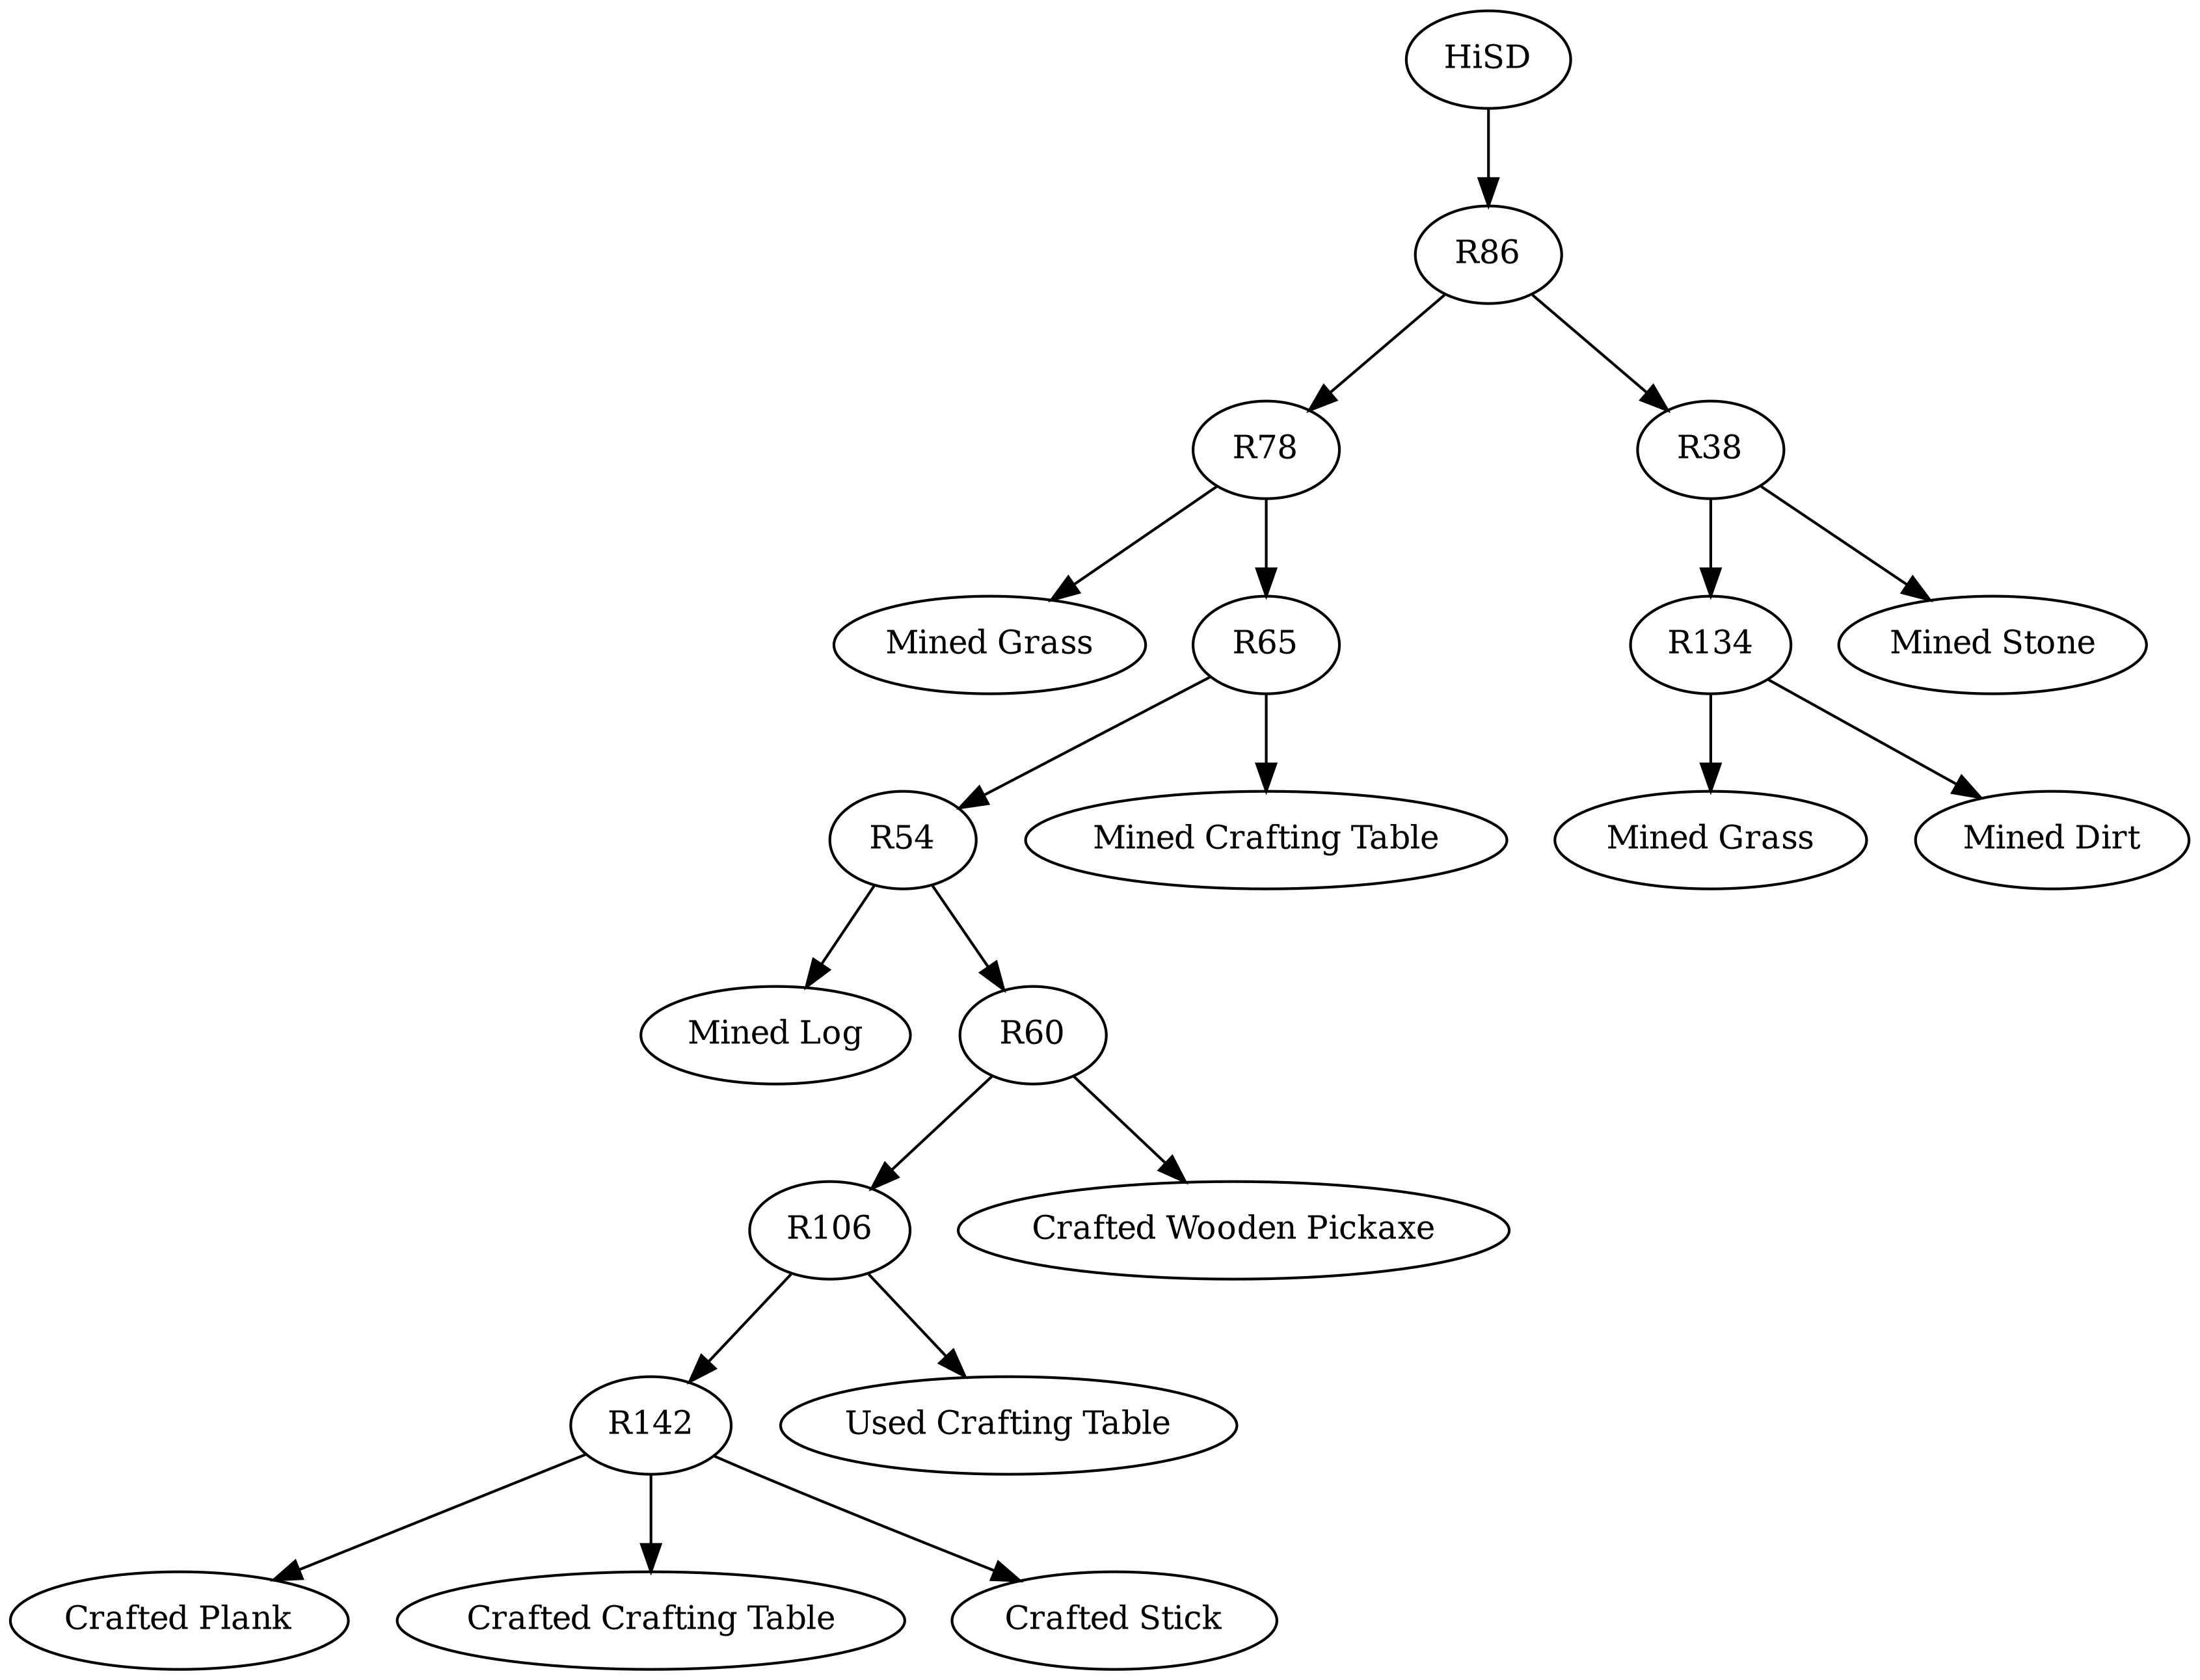 HiSD
R86
R78
R38
Mined Grass
R65
R134
Mined Stone
R54
Mined Crafting Table
Mined Grass
Mined Dirt
Mined Log
R60
R106
Crafted Wooden Pickaxe
R142
Used Crafting Table
Crafted Plank
Crafted Crafting Table
Crafted Stick